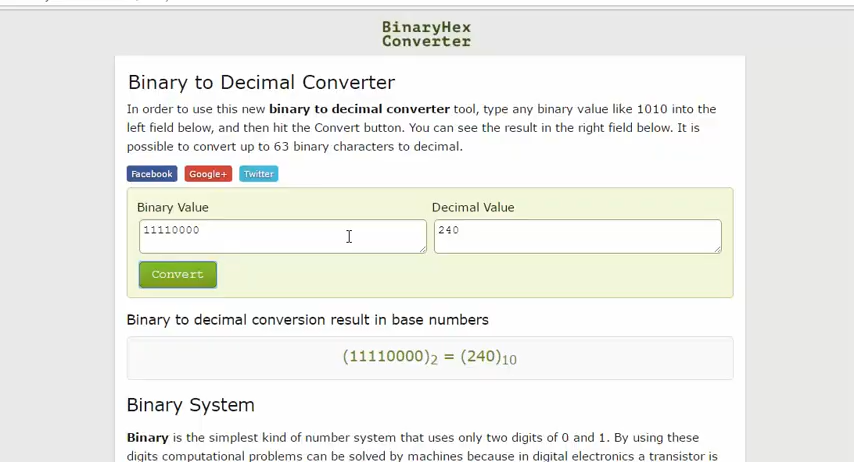 BinaryHex
Converter
Binary to Decimal Converter
In order to use this new binary to decimal converter tool, type any binary value like 1010 into the
left field below, and then hit the Convert button. You can see the result in the right field below. It is
possible to convert up to 63 binary characters to decimal.
Facebook Google+ Twitter
Binary Value Decimal Value
11110000 240
Convert
Binary to decimal conversion result in base numbers
(11110000)2 = (240)10
Binary System
Binary is the simplest kind of number system that uses only two digits of 0 and 1. By using these
digits computational problems can be solved by machines because in digital electronics a transistor is